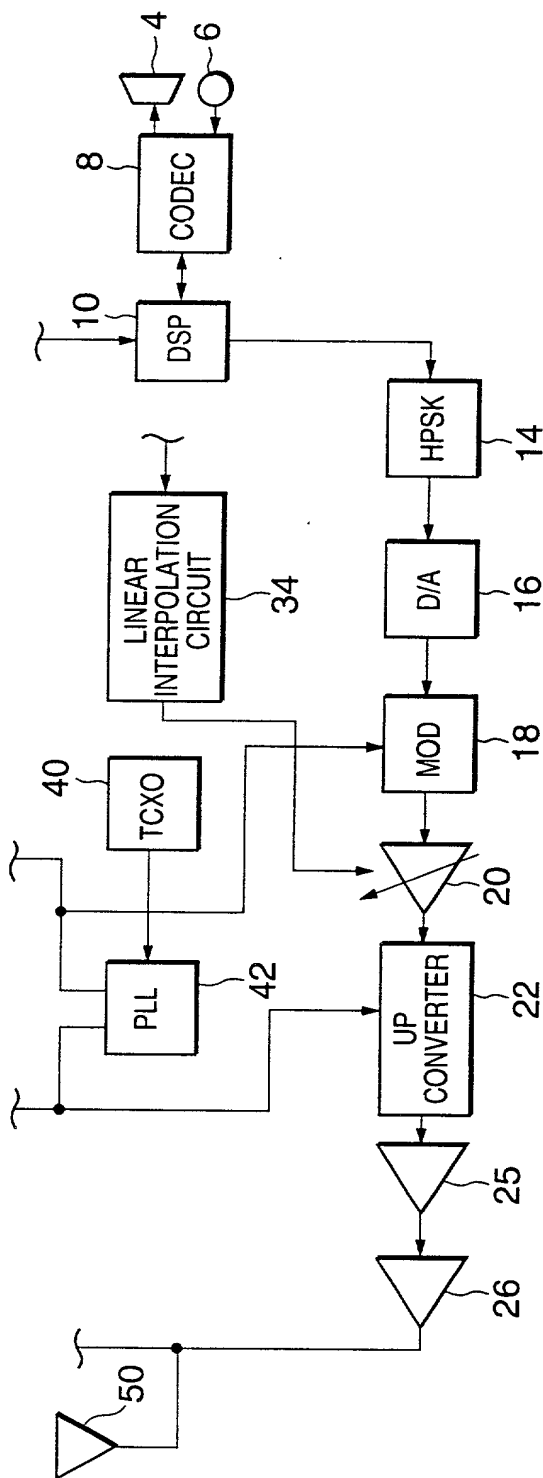 50
PLL
42
TCXO
40
LINEAR
INTERPOLATION
CIRCUIT
34
10
DSP
8
CODEC
4
6
26
25
UP
CONVERTER
22
20
MOD
18
D/A
16
HPSK
14